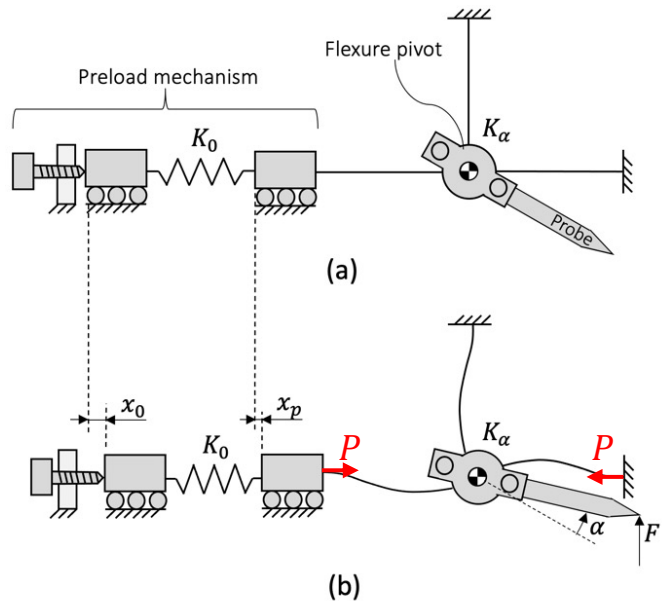 Flexure pivot
Preload mechanism
K₀
Kα
Probe
(a)
x₀
xₚ
K₀
P
Kα
P
α
F
(b)